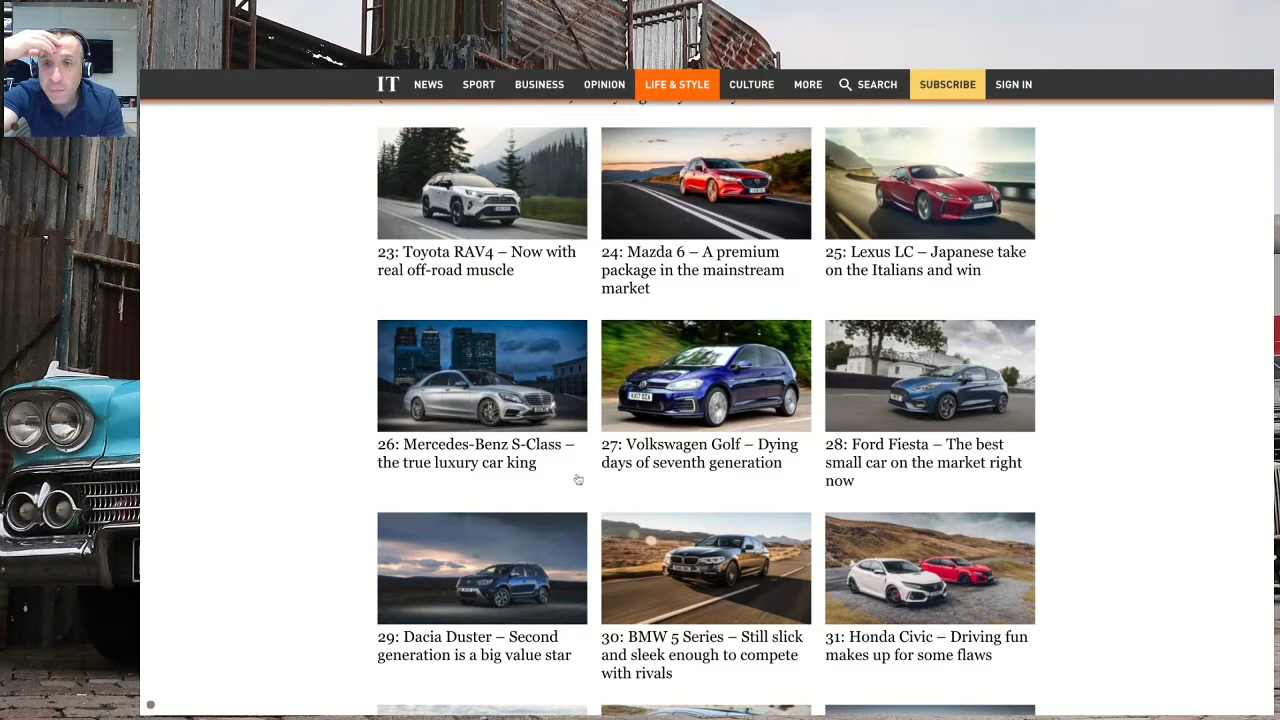 IT NEWS SPORT BUSINESS OPINION LIFE & STYLE CULTURE MORE SEARCH SUBSCRIBE SIGN IN
23: Toyota RAV4 – Now with
real off-road muscle
24: Mazda 6 – A premium
package in the mainstream
market
25: Lexus LC – Japanese take
on the Italians and win
26: Mercedes-Benz S-Class –
the true luxury car king
27: Volkswagen Golf – Dying
days of seventh generation
28: Ford Fiesta – The best
small car on the market right
now
29: Dacia Duster – Second
generation is a big value star
30: BMW 5 Series – Still slick
and sleek enough to compete
with rivals
31: Honda Civic – Driving fun
makes up for some flaws